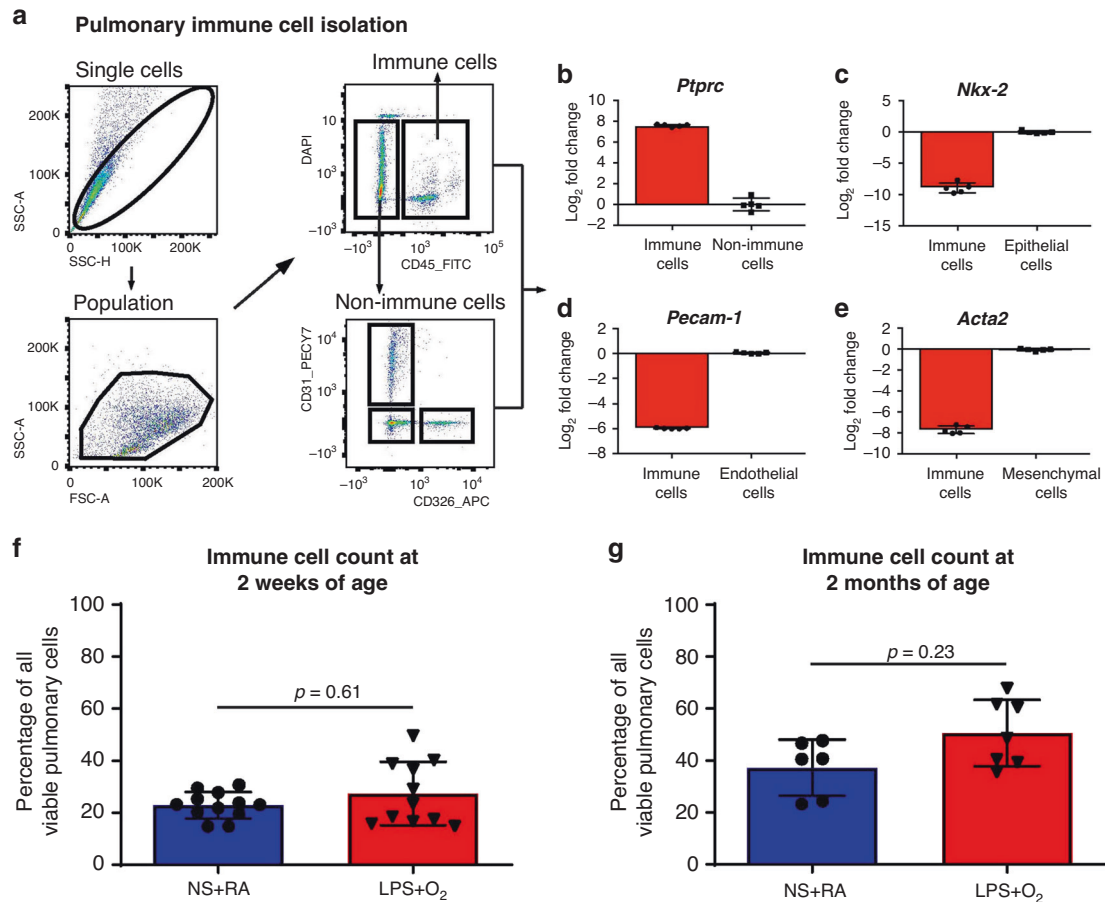 a
Pulmonary immune cell isolation
Single cells
200K
100K
0
SSC-A
0
100K
200K
SSC-H
Population
200K
100K
0
SSC-A
0
100K
200K
FSC-A
Immune cells
DAPI
10⁵
10³
−10³
−10³
10³
10⁵
CD45_FITC
Non-immune cells
CD31_PECY7
10⁴
10³
−10³
−10³
10³
10⁴
CD326_APC
b
Ptprc
Log₂ fold change
10
8
6
4
2
0
−2
Immune cells
Non-immune cells
c
Nkx-2
Log₂ fold change
5
0
−5
−10
−15
Immune cells
Epithelial cells
d
Pecam-1
Log₂ fold change
2
0
−2
−4
−6
−8
Immune cells
Endothelial cells
e
Acta2
Log₂ fold change
2
0
−2
−4
−6
−8
−10
Immune cells
Mesenchymal cells
f
Immune cell count at
2 weeks of age
Percentage of all
viable pulmonary cells
100
80
60
40
20
0
p = 0.61
NS+RA
LPS+O₂
g
Immune cell count at
2 months of age
Percentage of all
viable pulmonary cells
100
80
60
40
20
0
p = 0.23
NS+RA
LPS+O₂